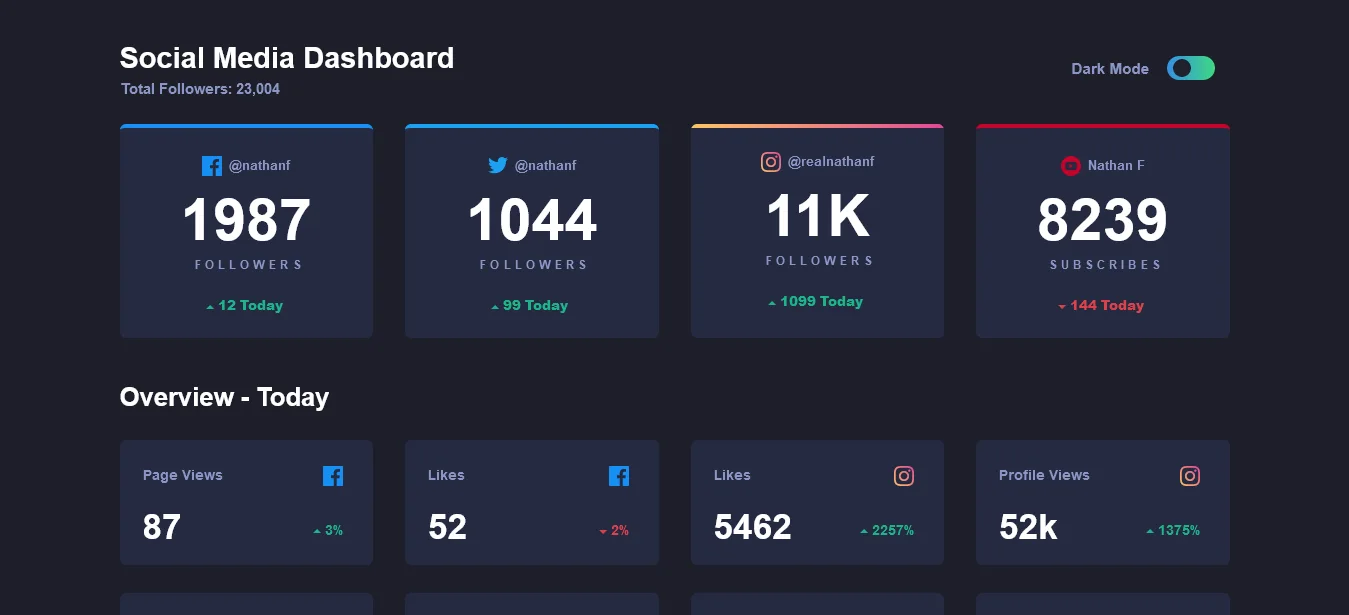 Social Media Dashboard
Total Followers: 23,004
Dark Mode
@nathanf
1987
FOLLOWERS
12 Today
@nathanf
1044
FOLLOWERS
99 Today
@realnathanf
11K
FOLLOWERS
1099 Today
Nathan F
8239
SUBSCRIBES
144 Today
Overview - Today
Page Views
87
3%
Likes
52
2%
Likes
5462
2257%
Profile Views
52k
1375%